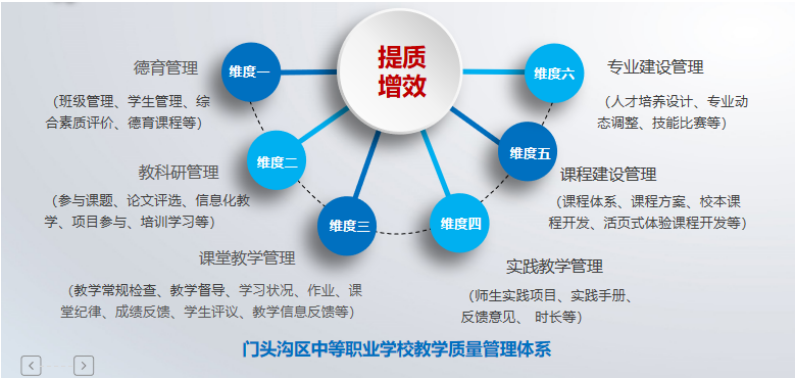 提质
增效
维度一
德育管理
（班级管理、学生管理、综
合素质评价、德育课程等）
维度二
教科研管理
（参与课题、论文评选、信息化教
学、项目参与、培训学习等）
维度三
课堂教学管理
（教学常规检查、教学督导、学习状况、作业、课
堂纪律、成绩反馈、学生评议、教学信息反馈等）
维度四
实践教学管理
（师生实践项目、实践手册、
反馈意见、 时长等）
维度五
课程建设管理
（课程体系、课程方案、校本课
程开发、活页式体验课程开发等）
维度六
专业建设管理
（人才培养设计、专业动
态调整、技能比赛等）
门头沟区中等职业学校教学质量管理体系